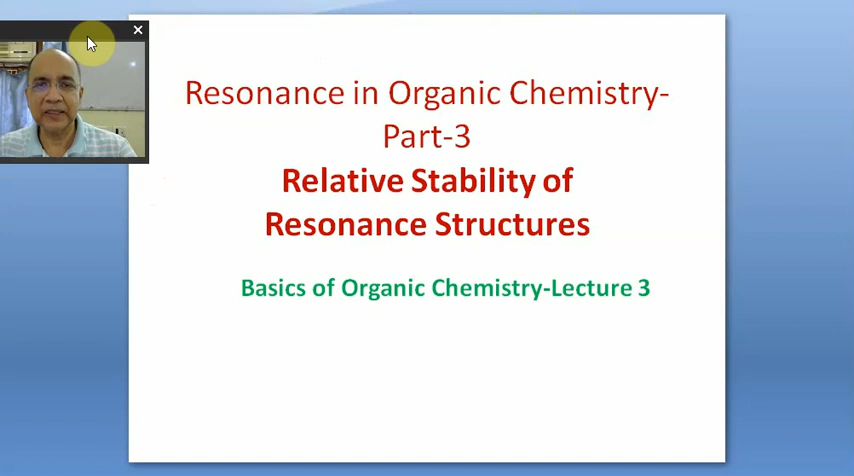 Resonance in Organic Chemistry-
Part-3
Relative Stability of
Resonance Structures
Basics of Organic Chemistry-Lecture 3